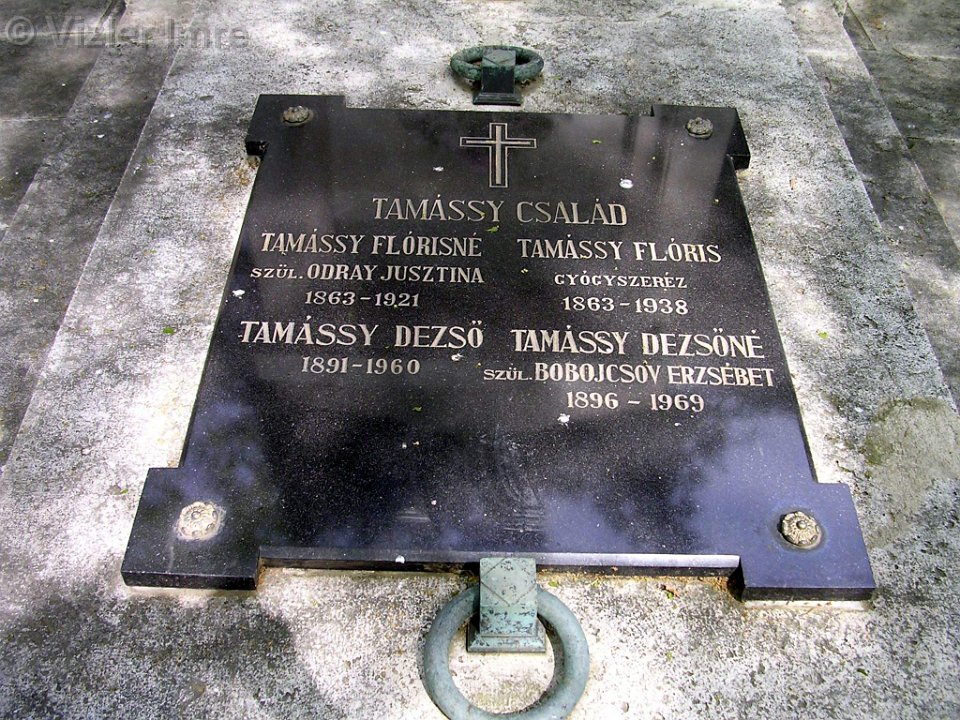 © Vizler Imre
TAMÁSSY CSALÁD
TAMÁSSY FLÓRISNÉ
SZÜL. ODRAY JUSZTINA
1863-1921
TAMÁSSY FLÓRIS
GYÓGYSZERÉZ
1863-1938
TAMÁSSY DEZSŐ
1891-1960
TAMÁSSY DEZSŐNÉ
SZÜL. BOBOJCSOV ERZSÉBET
1896 - 1969